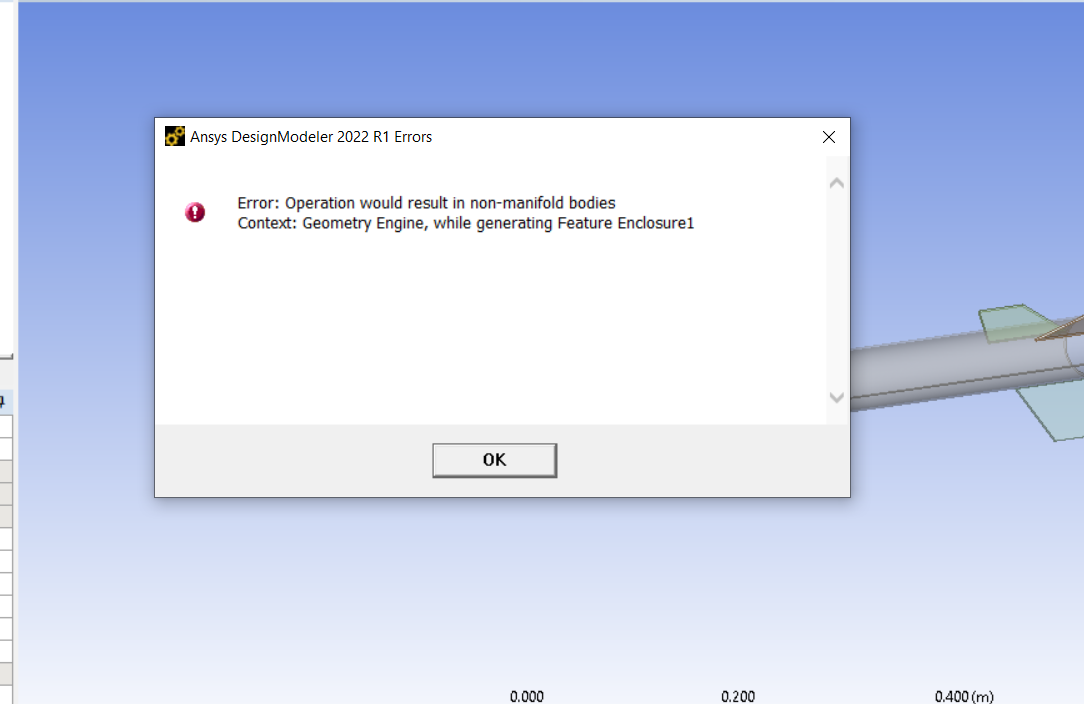 Ansys DesignModeler 2022 R1 Errors
Error: Operation would result in non-manifold bodies
Context: Geometry Engine, while generating Feature Enclosure1
OK
0.000
0.200
0.400 (m)